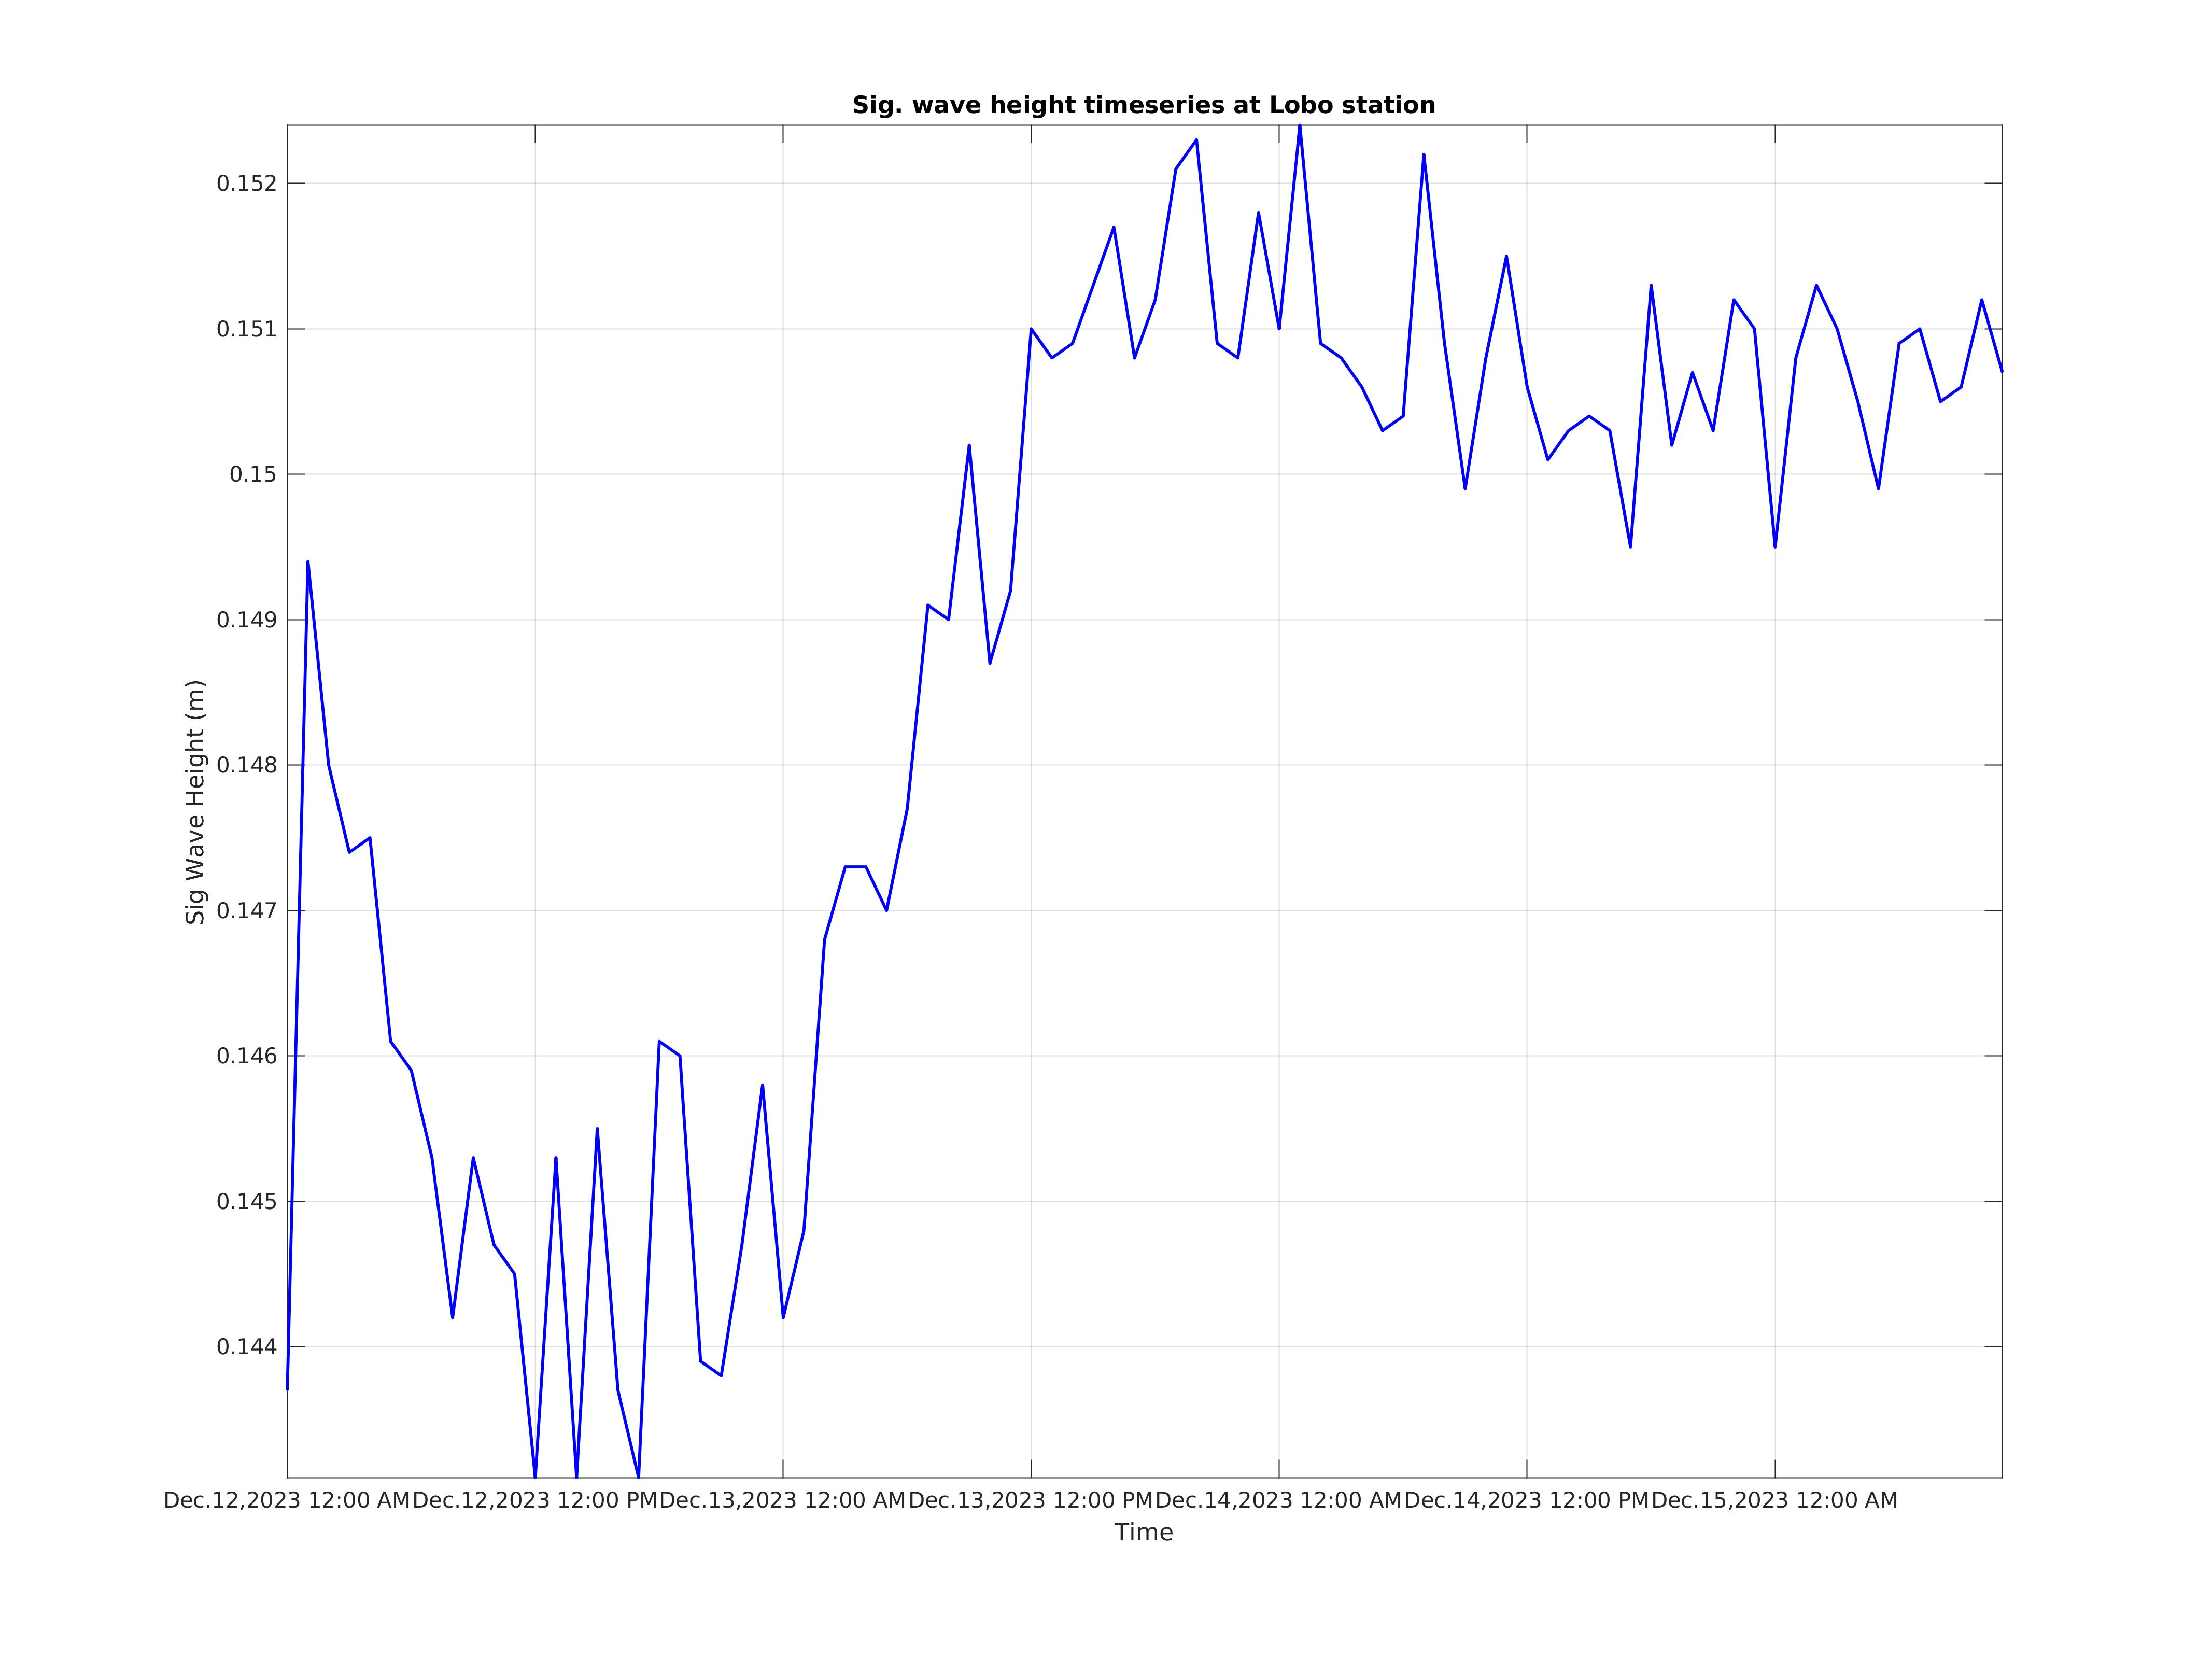 Sig. wave height timeseries at Lobo station
0.152
0.151
0.15
0.149
0.148
0.147
0.146
0.145
0.144
Sig Wave Height (m)
Dec.12,2023 12:00 AM Dec.12,2023 12:00 PM Dec.13,2023 12:00 AM Dec.13,2023 12:00 PM Dec.14,2023 12:00 AM Dec.14,2023 12:00 PM Dec.15,2023 12:00 AM
Time